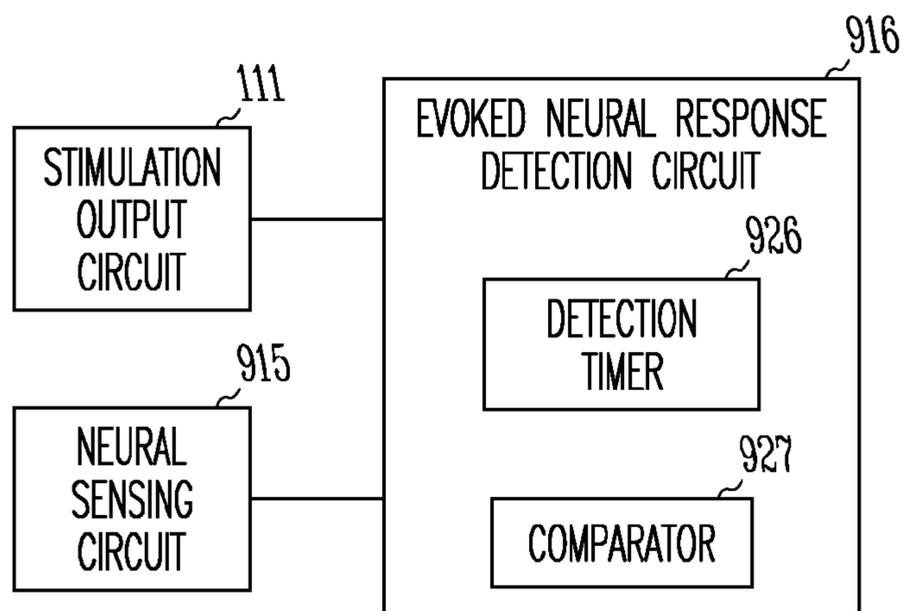 111
STIMULATION
OUTPUT
CIRCUIT
915
NEURAL
SENSING
CIRCUIT
916
EVOKED NEURAL RESPONSE
DETECTION CIRCUIT
926
DETECTION
TIMER
927
COMPARATOR